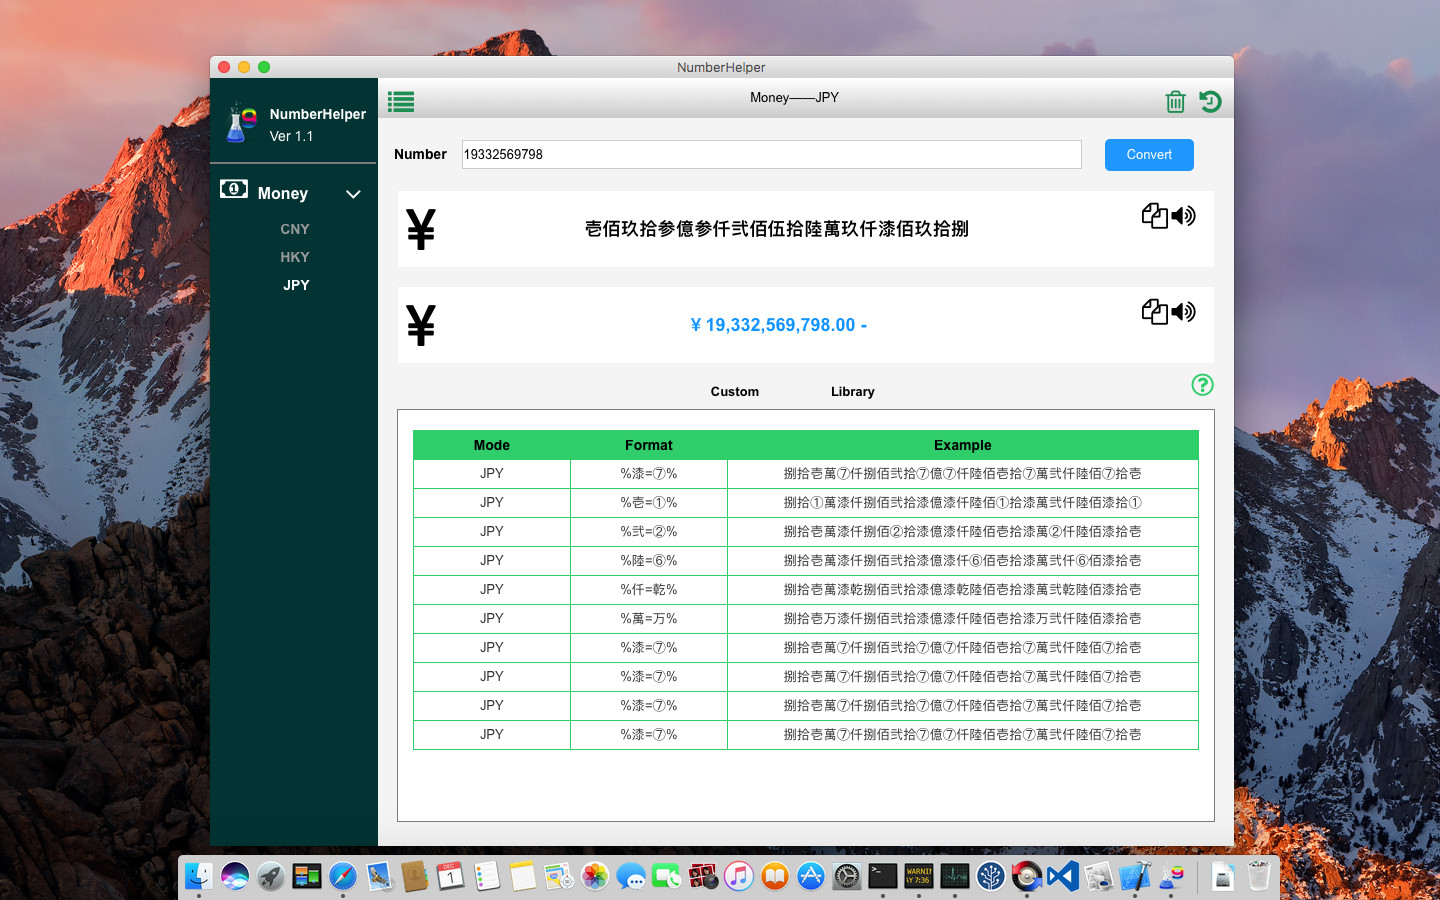 NumberHelper
NumberHelper
Ver 1.1
Money
CNY
HKY
JPY
Money——JPY
Number
19332569798
Convert
¥
壱佰玖拾参億参仟弐佰伍拾陸萬玖仟漆佰玖拾捌
¥
¥ 19,332,569,798.00 -
Custom
Library
?
Mode Format Example
JPY %漆=⑦% 捌拾壱萬⑦仟捌佰弐拾⑦億⑦仟陸佰壱拾⑦萬弐仟陸佰⑦拾壱
JPY %壱=①% 捌拾①萬漆仟捌佰弐拾漆億漆仟陸佰①拾漆萬弐仟陸佰漆拾①
JPY %弐=②% 捌拾壱萬漆仟捌佰②拾漆億漆仟陸佰壱拾漆萬②仟陸佰漆拾壱
JPY %陸=⑥% 捌拾壱萬漆仟捌佰弐拾漆億漆仟⑥佰壱拾漆萬弐仟⑥佰漆拾壱
JPY %仟=乾% 捌拾壱萬漆乾捌佰弐拾漆億漆乾陸佰壱拾漆萬弐乾陸佰漆拾壱
JPY %萬=万% 捌拾壱万漆仟捌佰弐拾漆億漆仟陸佰壱拾漆万弐仟陸佰漆拾壱
JPY %漆=⑦% 捌拾壱萬⑦仟捌佰弐拾⑦億⑦仟陸佰壱拾⑦萬弐仟陸佰⑦拾壱
JPY %漆=⑦% 捌拾壱萬⑦仟捌佰弐拾⑦億⑦仟陸佰壱拾⑦萬弐仟陸佰⑦拾壱
JPY %漆=⑦% 捌拾壱萬⑦仟捌佰弐拾⑦億⑦仟陸佰壱拾⑦萬弐仟陸佰⑦拾壱
JPY %漆=⑦% 捌拾壱萬⑦仟捌佰弐拾⑦億⑦仟陸佰壱拾⑦萬弐仟陸佰⑦拾壱
DEC
1
WARNIN
AY 7:36